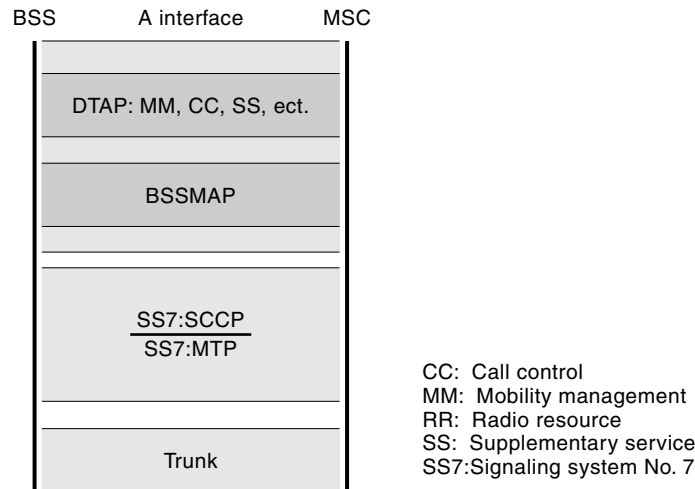 BSS A interface MSC
DTAP: MM, CC, SS, ect.
BSSMAP
SS7:SCCP
SS7:MTP
Trunk
CC: Call control
MM: Mobility management
RR: Radio resource
SS: Supplementary service
SS7:Signaling system No. 7